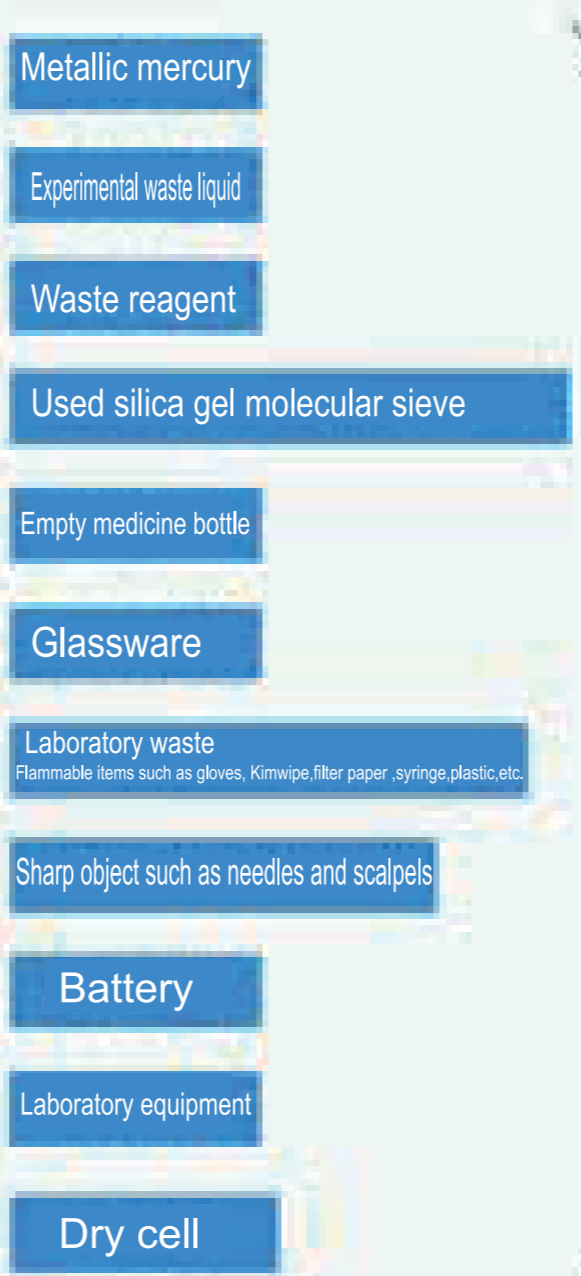 Metallic mercury
Experimental waste liquid
Waste reagent
Used silica gel molecular sieve
Empty medicine bottle
Glassware
Laboratory waste
Flammable items such as gloves, Kimwipe,filter paper ,syringe,plastic,etc.
Sharp object such as needles and scalpels
Battery
Laboratory equipment
Dry cell